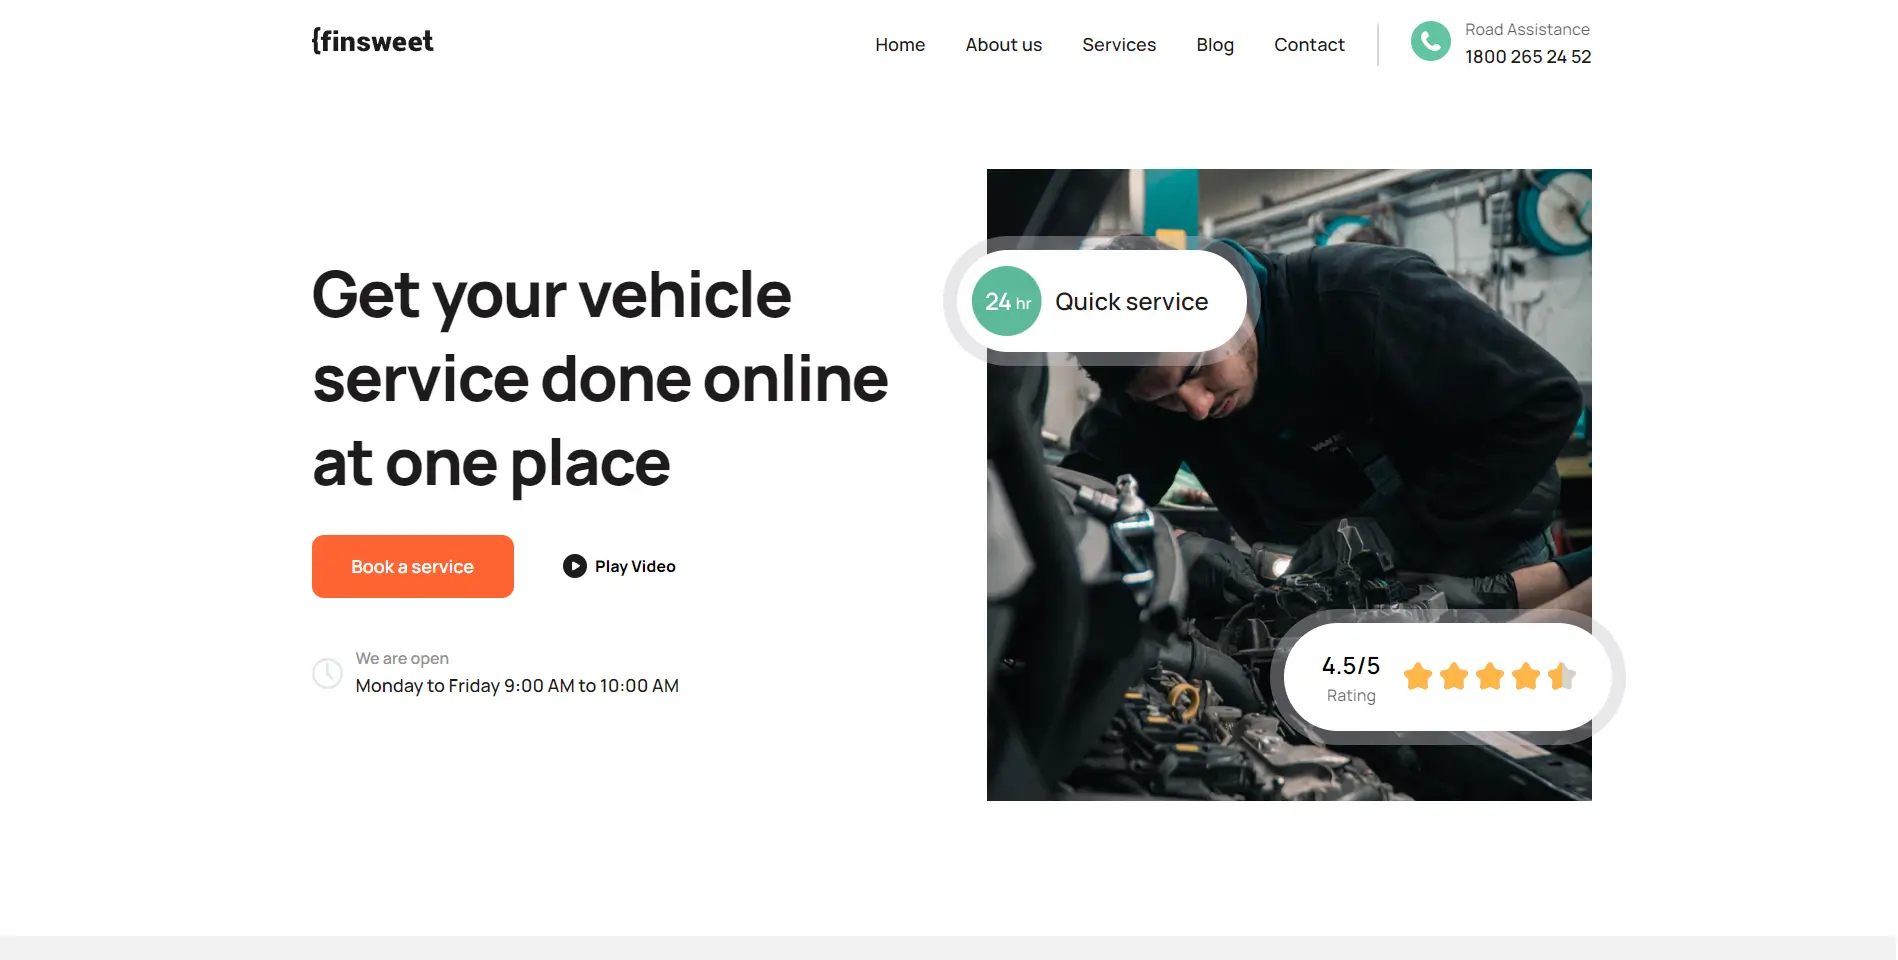 {finsweet
Home
About us
Services
Blog
Contact
Road Assistance
1800 265 24 52
Get your vehicle
service done online
at one place
Book a service
Play Video
We are open
Monday to Friday 9:00 AM to 10:00 AM
24 hr
Quick service
4.5/5
Rating